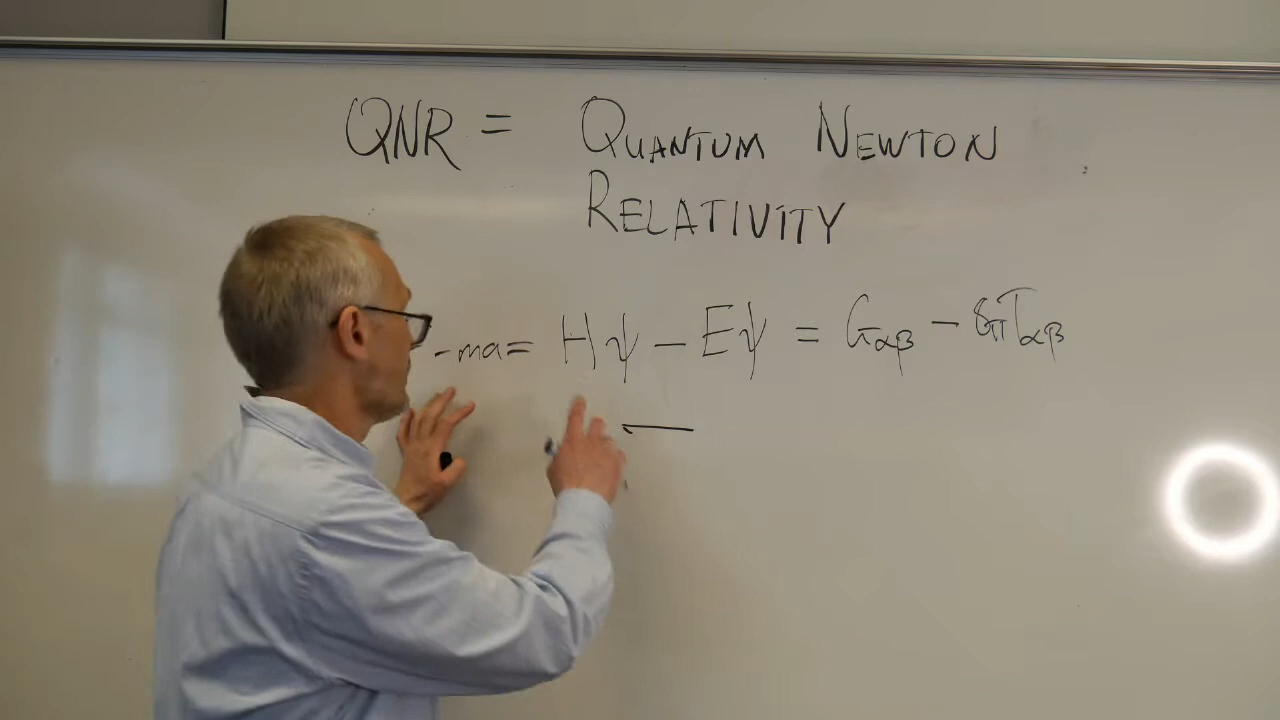 QNR = QUANTUM NEWTON
RELATIVITY
-ma = Hψ - Eψ = Gαβ - 8πTαβ